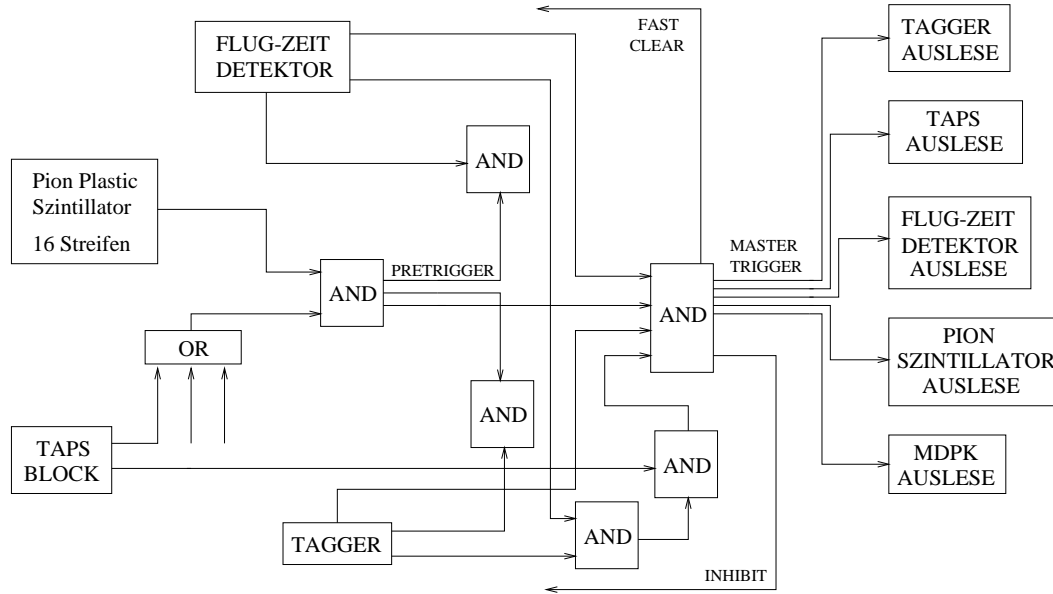 FLUG-ZEIT
DETEKTOR
FAST
CLEAR
TAGGER
AUSLESE
TAPS
AUSLESE
AND
Pion Plastic
Szintillator
16 Streifen
FLUG-ZEIT
DETEKTOR
AUSLESE
MASTER
TRIGGER
PRETRIGGER
AND
AND
OR
PION
SZINTILLATOR
AUSLESE
AND
TAPS
BLOCK
AND
MDPK
AUSLESE
TAGGER
AND
INHIBIT